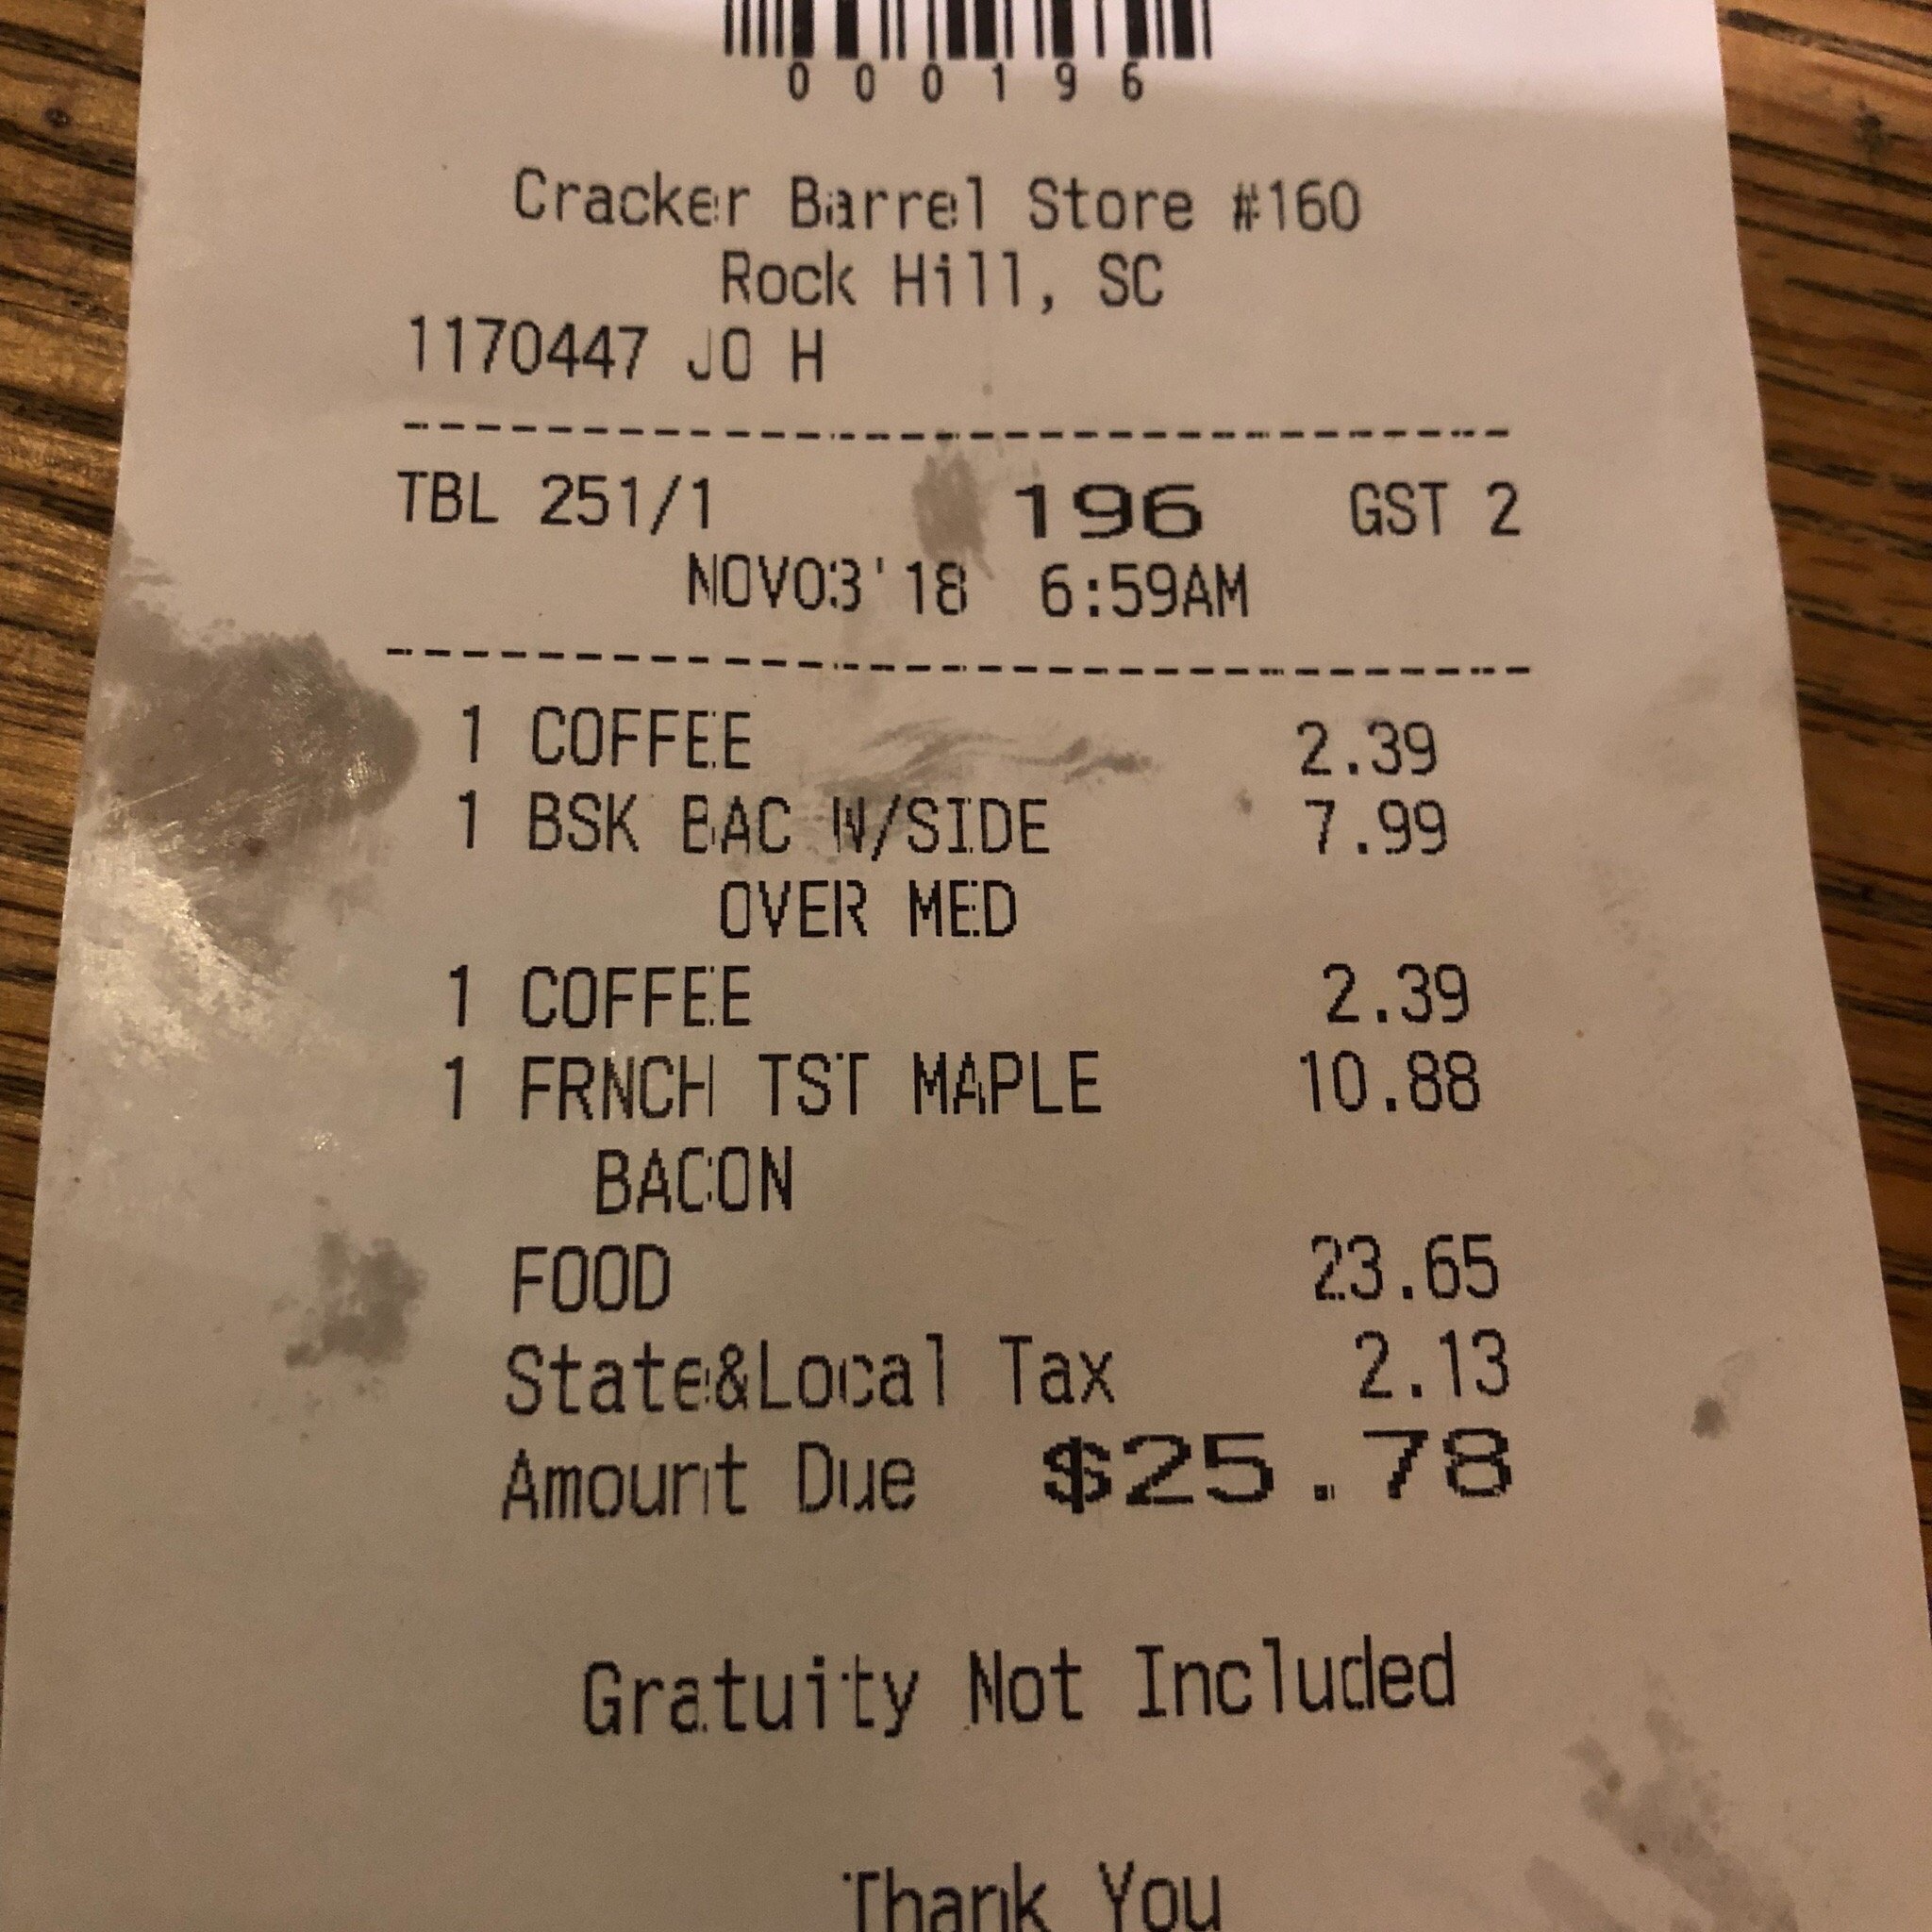 000196
Cracker Barrel Store #160
Rock Hill, SC
1170447 JO H
TBL 251/1 196 GST 2
NOV03'18 6:59AM
1 COFFEE 2.39
1 BSK BAC W/SIDE 7.99
OVER MED
1 COFFEE 2.39
1 FRNCH TST MAPLE 10.88
BACON
FOOD 23.65
State&Local Tax 2.13
Amount Due $25.78
Gratuity Not Included
Thank You